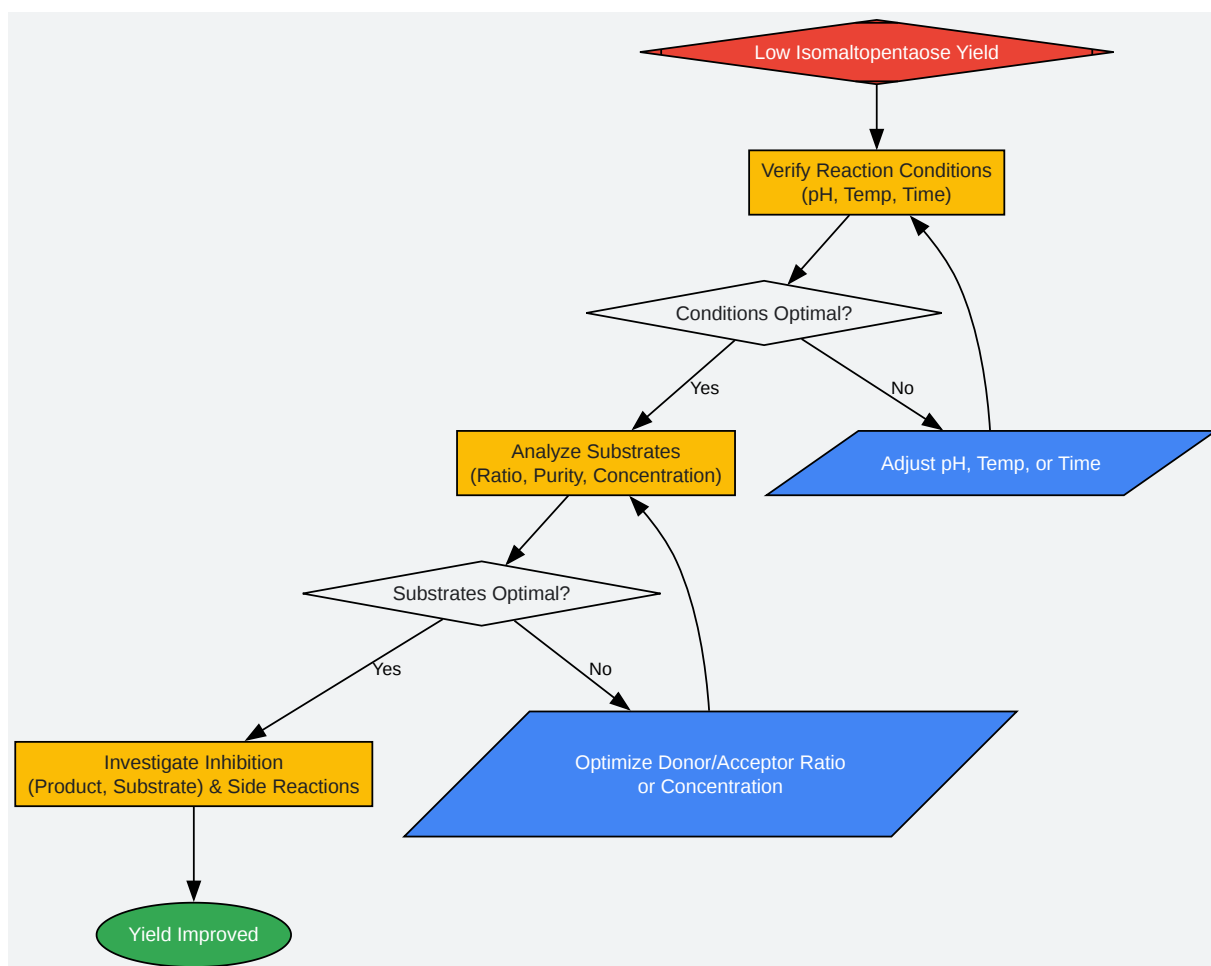 Low Isomaltopentaose Yield
Verify Reaction Conditions
(pH, Temp, Time)
Conditions Optimal?
Yes
No
Analyze Substrates
(Ratio, Purity, Concentration)
Adjust pH, Temp, or Time
Substrates Optimal?
Yes
No
Investigate Inhibition
(Product, Substrate) & Side Reactions
Optimize Donor/Acceptor Ratio
or Concentration
Yield Improved